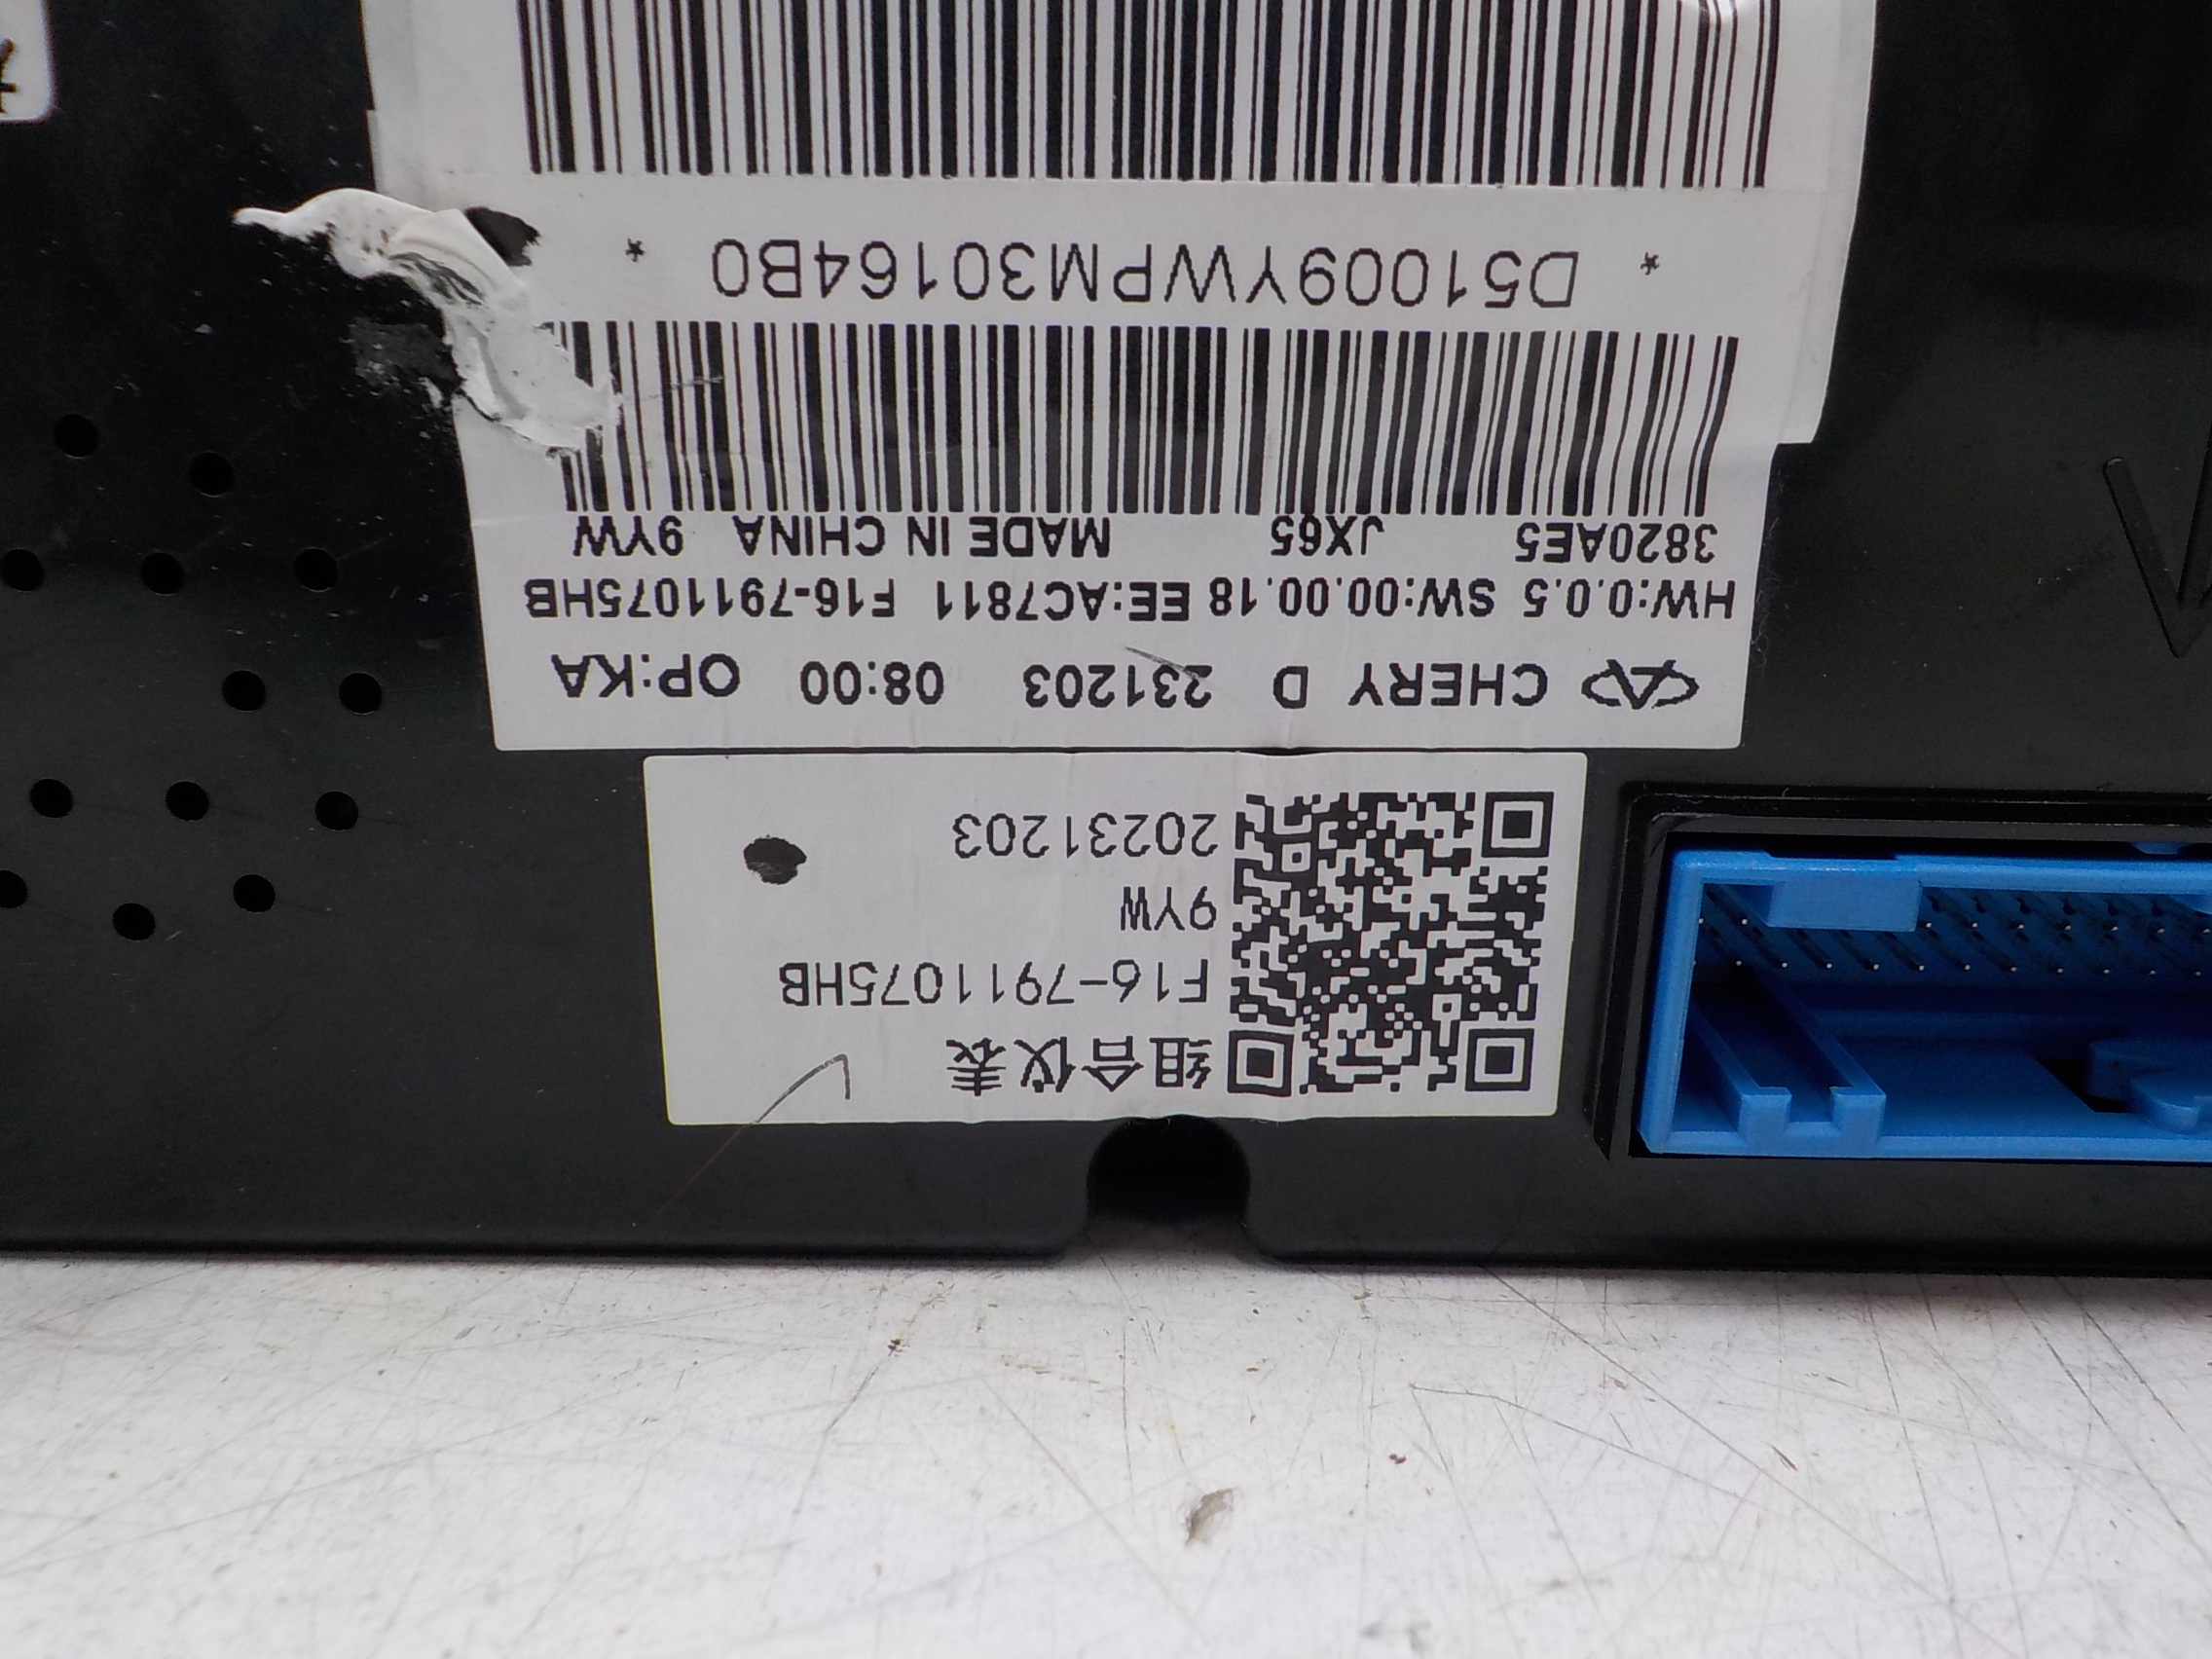 组合仪表
F16-7911075HB
9YW
20231203
CHERY D 231203 08:00 OP:KA
HW:0.0.5 SW:00.00.18 EE:AC7811 F16-7911075HB
3820AE5 JX65 MADE IN CHINA 9YW
* D51009YWPM30164B0 *